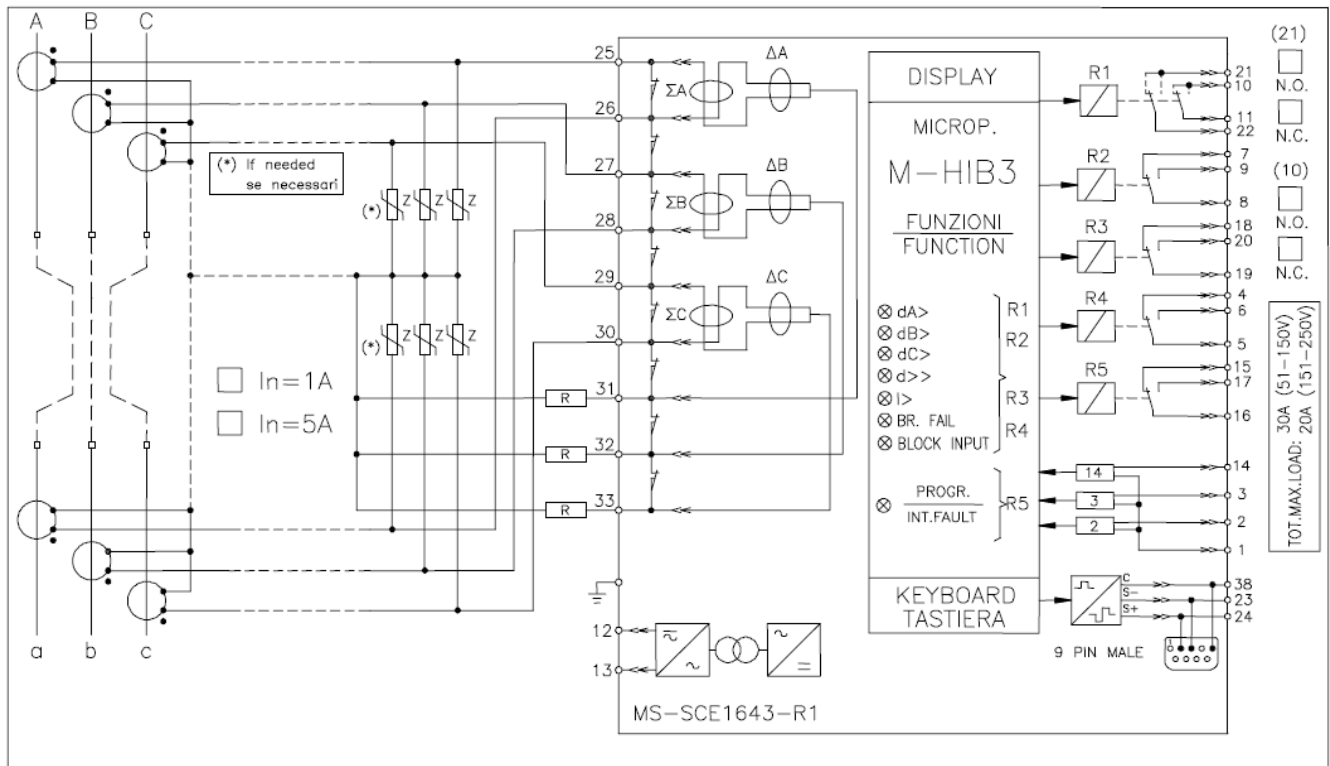 A B C
(*) If needed
se necessari
(*) Z Z Z
(*) Z Z Z
In=1A
In=5A
a b c
25
26
27
28
29
30
31
32
33
R
R
R
12
13
ΣA
ΔA
ΣB
ΔB
ΣC
ΔC
MS-SCE1643-R1
DISPLAY
MICROP.
M-HIB3
FUNZIONI
FUNCTION
dA>
dB>
dC>
d>>
I>
BR. FAIL
BLOCK INPUT
R1
R2
R3
R4
PROGR.
INT.FAULT
R5
KEYBOARD
TASTIERA
R1
R2
R3
R4
R5
14
3
2
C
S-
S+
9 PIN MALE
1
21
10
11
22
7
9
8
18
20
19
4
6
5
15
17
16
14
3
2
1
38
23
24
(21)
N.O.
N.C.
(10)
N.O.
N.C.
TOT.MAX.LOAD: 30A (51-150V)
20A (151-250V)